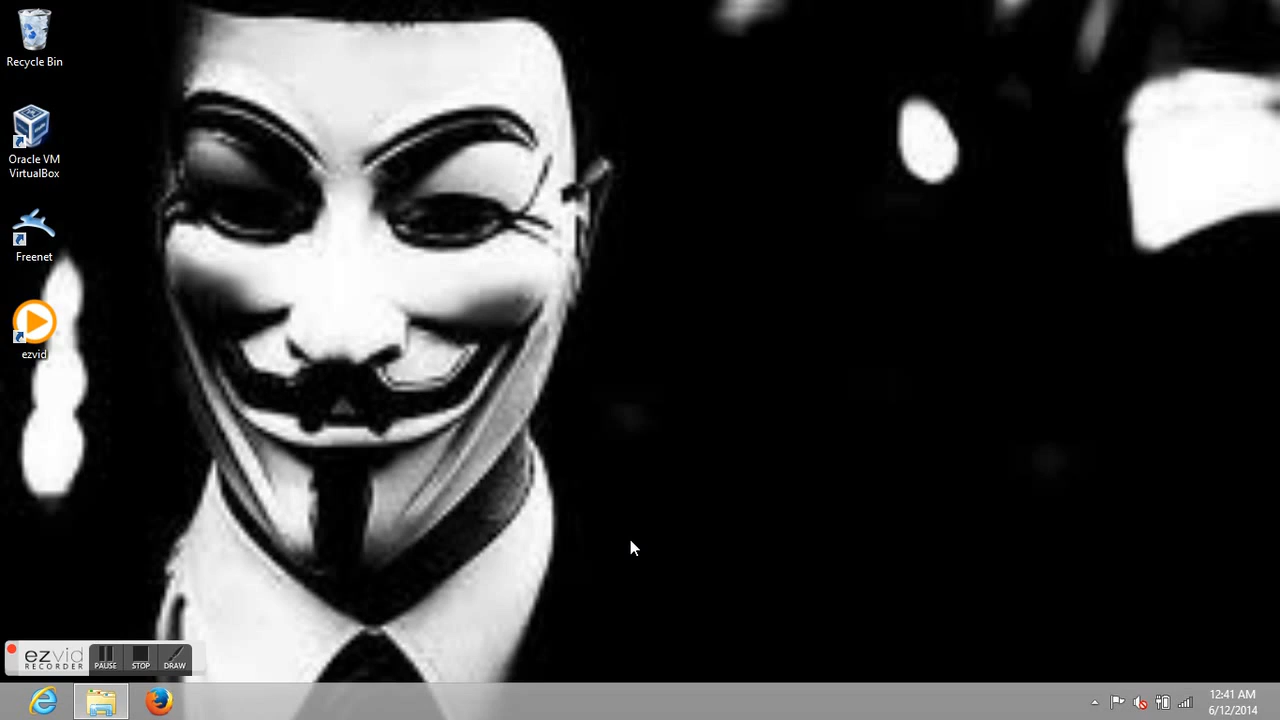 Recycle Bin
Oracle VM
VirtualBox
Freenet
ezvid
ezvid
RECORDER
PAUSE
STOP
DRAW
12:41 AM
6/12/2014